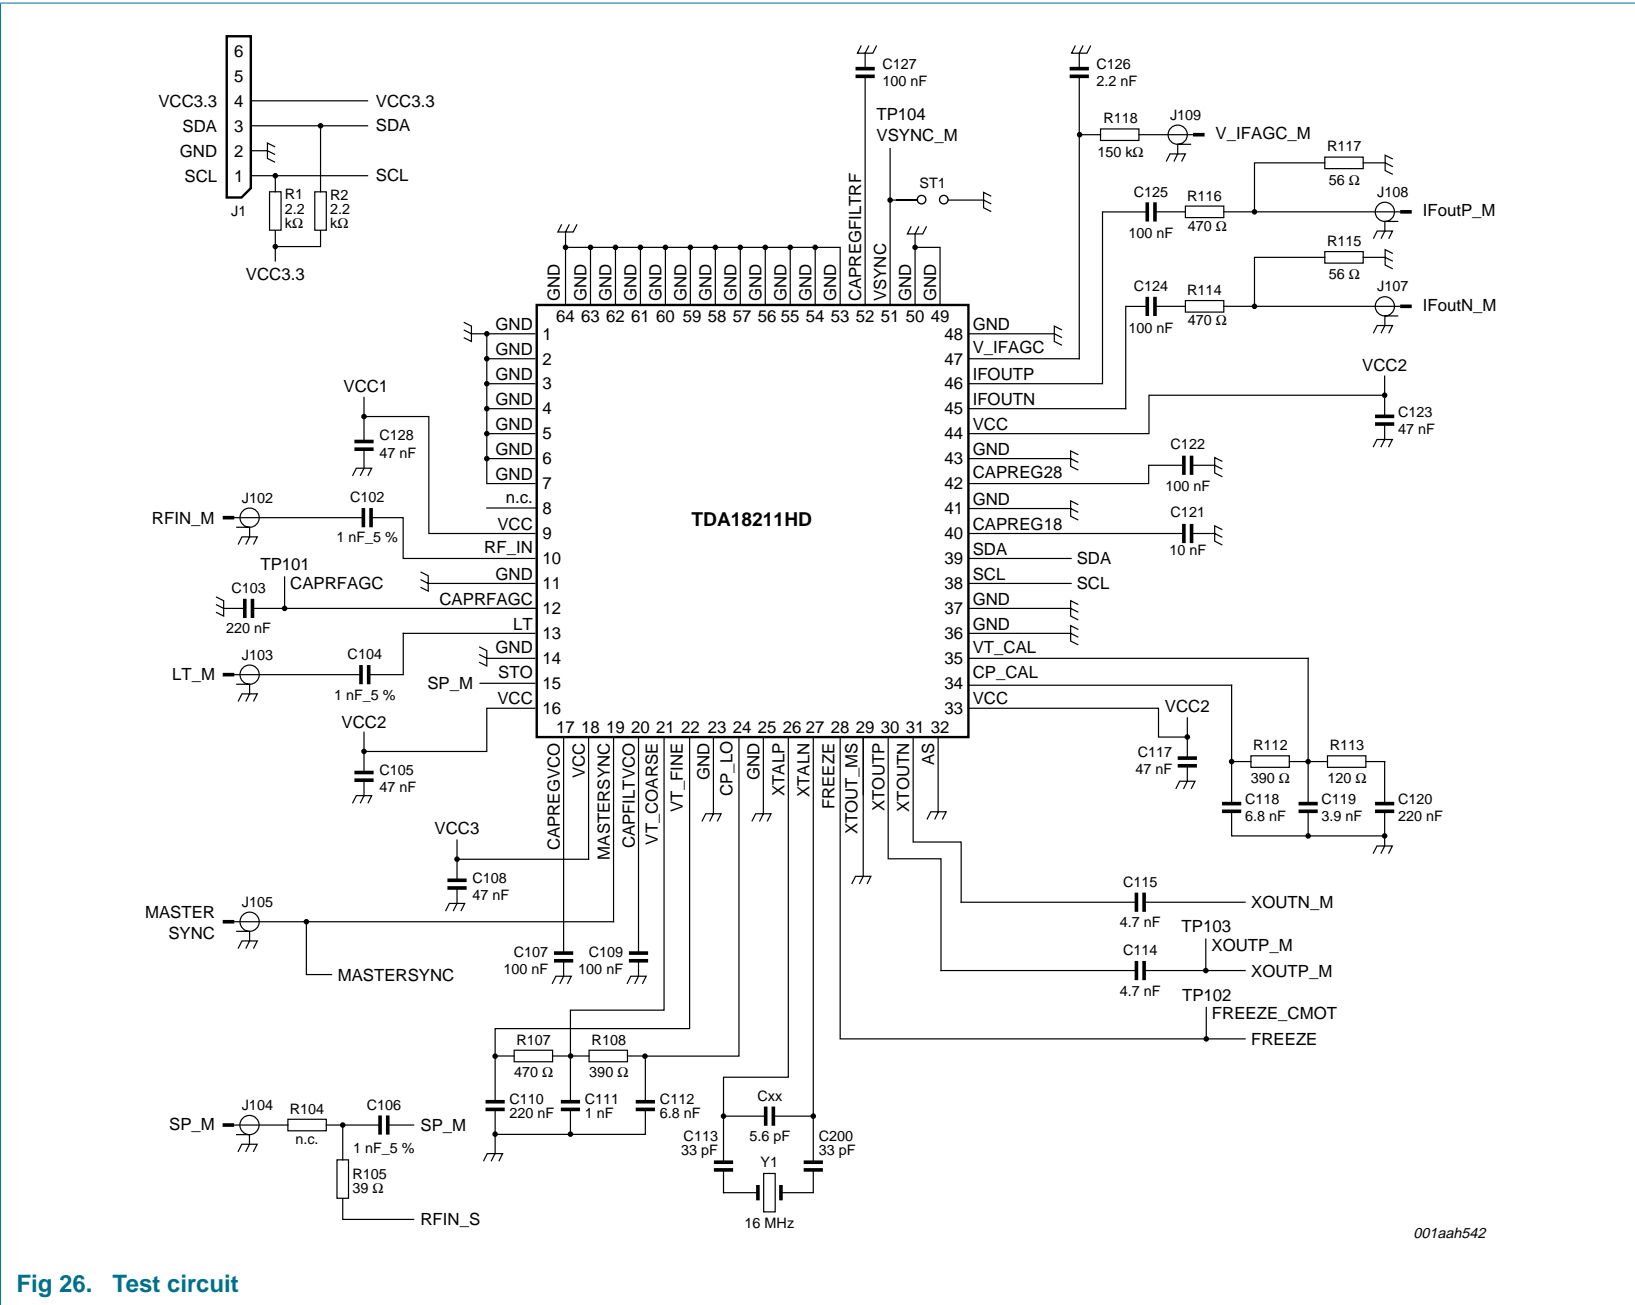 6
5
VCC3.3 4 VCC3.3
SDA 3 SDA
GND 2
SCL 1 SCL
J1
R1
2.2
kΩ
R2
2.2
kΩ
VCC3.3
C127
100 nF
TP104
VSYNC_M
ST1
C126
2.2 nF
R118
150 kΩ
J109
V_IFAGC_M
R117
56 Ω
C125
100 nF
R116
470 Ω
J108
IFoutP_M
R115
56 Ω
C124
100 nF
R114
470 Ω
J107
IFoutN_M
GND GND GND GND GND GND GND GND GND GND GND GND CAPREGFILTRF VSYNC GND GND
64 63 62 61 60 59 58 57 56 55 54 53 52 51 50 49
GND 1
GND 2
GND 3
GND 4
GND 5
GND 6
GND 7
n.c. 8
VCC 9
RF_IN 10
GND 11
CAPRFAGC 12
LT 13
GND 14
STO 15
VCC 16
TDA18211HD
48 GND
47 V_IFAGC
46 IFOUTP
45 IFOUTN
44 VCC
43 GND
42 CAPREG28
41 GND
40 CAPREG18
39 SDA SDA
38 SCL SCL
37 GND
36 GND
35 VT_CAL
34 CP_CAL
33 VCC
17 18 19 20 21 22 23 24 25 26 27 28 29 30 31 32
CAPREGVCO VCC MASTERSYNC CAPFILTVCO VT_COARSE VT_FINE GND CP_LO GND XTALP XTALN FREEZE XTOUT_MS XTOUTP XTOUTN AS
VCC1
C128
47 nF
RFIN_M
J102
C102
1 nF_5 %
TP101
CAPRFAGC
C103
220 nF
LT_M
J103
C104
1 nF_5 %
SP_M
VCC2
C105
47 nF
VCC3
C108
47 nF
MASTER
SYNC
J105
MASTERSYNC
C107
100 nF
C109
100 nF
VCC2
C123
47 nF
C122
100 nF
C121
10 nF
VCC2
C117
47 nF
R112
390 Ω
R113
120 Ω
C118
6.8 nF
C119
3.9 nF
C120
220 nF
C115
4.7 nF
XOUTN_M
TP103
XOUTP_M
C114
4.7 nF
XOUTP_M
TP102
FREEZE_CMOT
FREEZE
R107
470 Ω
R108
390 Ω
C110
220 nF
C111
1 nF
C112
6.8 nF
Cxx
5.6 pF
C113
33 pF
C200
33 pF
Y1
16 MHz
SP_M
J104
R104
n.c.
C106
1 nF_5 %
SP_M
R105
39 Ω
RFIN_S
001aah542
Fig 26. Test circuit